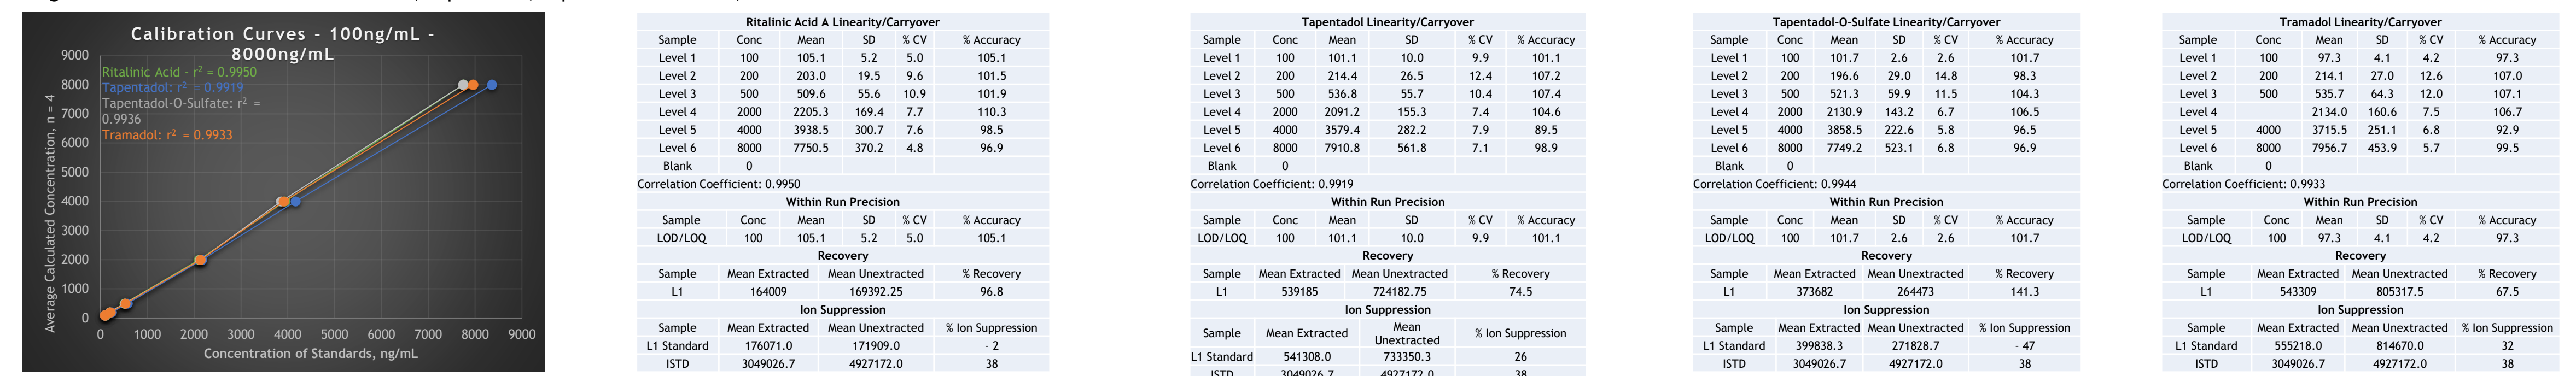 Calibration Curves - 100ng/mL -
8000ng/mL
Ritalinic Acid - r² = 0.9950
Tapentadol: r² = 0.9919
Tapentadol-O-Sulfate: r² =
0.9936
Tramadol: r² = 0.9933
Average Calculated Concentration, n = 4
9000
8000
7000
6000
5000
4000
3000
2000
1000
0
0 1000 2000 3000 4000 5000 6000 7000 8000 9000
Concentration of Standards, ng/mL
Ritalinic Acid A Linearity/Carryover
Sample Conc Mean SD % CV % Accuracy
Level 1 100 105.1 5.2 5.0 105.1
Level 2 200 203.0 19.5 9.6 101.5
Level 3 500 509.6 55.6 10.9 101.9
Level 4 2000 2205.3 169.4 7.7 110.3
Level 5 4000 3938.5 300.7 7.6 98.5
Level 6 8000 7750.5 370.2 4.8 96.9
Blank 0
Correlation Coefficient: 0.9950
Within Run Precision
Sample Conc Mean SD % CV % Accuracy
LOD/LOQ 100 105.1 5.2 5.0 105.1
Recovery
Sample Mean Extracted Mean Unextracted % Recovery
L1 164009 169392.25 96.8
Ion Suppression
Sample Mean Extracted Mean Unextracted % Ion Suppression
L1 Standard 176071.0 171909.0 - 2
ISTD 3049026.7 4927172.0 38
Tapentadol Linearity/Carryover
Sample Conc Mean SD % CV % Accuracy
Level 1 100 101.1 10.0 9.9 101.1
Level 2 200 214.4 26.5 12.4 107.2
Level 3 500 536.8 55.7 10.4 107.4
Level 4 2000 2091.2 155.3 7.4 104.6
Level 5 4000 3579.4 282.2 7.9 89.5
Level 6 8000 7910.8 561.8 7.1 98.9
Blank 0
Correlation Coefficient: 0.9919
Within Run Precision
Sample Conc Mean SD % CV % Accuracy
LOD/LOQ 100 101.1 10.0 9.9 101.1
Recovery
Sample Mean Extracted Mean Unextracted % Recovery
L1 539185 724182.75 74.5
Ion Suppression
Sample Mean Extracted Mean Unextracted % Ion Suppression
L1 Standard 541308.0 733350.3 26
ISTD 3049026.7 4927172.0 38
Tapentadol-O-Sulfate Linearity/Carryover
Sample Conc Mean SD % CV % Accuracy
Level 1 100 101.7 2.6 2.6 101.7
Level 2 200 196.6 29.0 14.8 98.3
Level 3 500 521.3 59.9 11.5 104.3
Level 4 2000 2130.9 143.2 6.7 106.5
Level 5 4000 3858.5 222.6 5.8 96.5
Level 6 8000 7749.2 523.1 6.8 96.9
Blank 0
Correlation Coefficient: 0.9944
Within Run Precision
Sample Conc Mean SD % CV % Accuracy
LOD/LOQ 100 101.7 2.6 2.6 101.7
Recovery
Sample Mean Extracted Mean Unextracted % Recovery
L1 373682 264473 141.3
Ion Suppression
Sample Mean Extracted Mean Unextracted % Ion Suppression
L1 Standard 399838.3 271828.7 - 47
ISTD 3049026.7 4927172.0 38
Tramadol Linearity/Carryover
Sample Conc Mean SD % CV % Accuracy
Level 1 100 97.3 4.1 4.2 97.3
Level 2 200 214.1 27.0 12.6 107.0
Level 3 500 535.7 64.3 12.0 107.1
Level 4 2134.0 160.6 7.5 106.7
Level 5 4000 3715.5 251.1 6.8 92.9
Level 6 8000 7956.7 453.9 5.7 99.5
Blank 0
Correlation Coefficient: 0.9933
Within Run Precision
Sample Conc Mean SD % CV % Accuracy
LOD/LOQ 100 97.3 4.1 4.2 97.3
Recovery
Sample Mean Extracted Mean Unextracted % Recovery
L1 543309 805317.5 67.5
Ion Suppression
Sample Mean Extracted Mean Unextracted % Ion Suppression
L1 Standard 555218.0 814670.0 32
ISTD 3049026.7 4927172.0 38